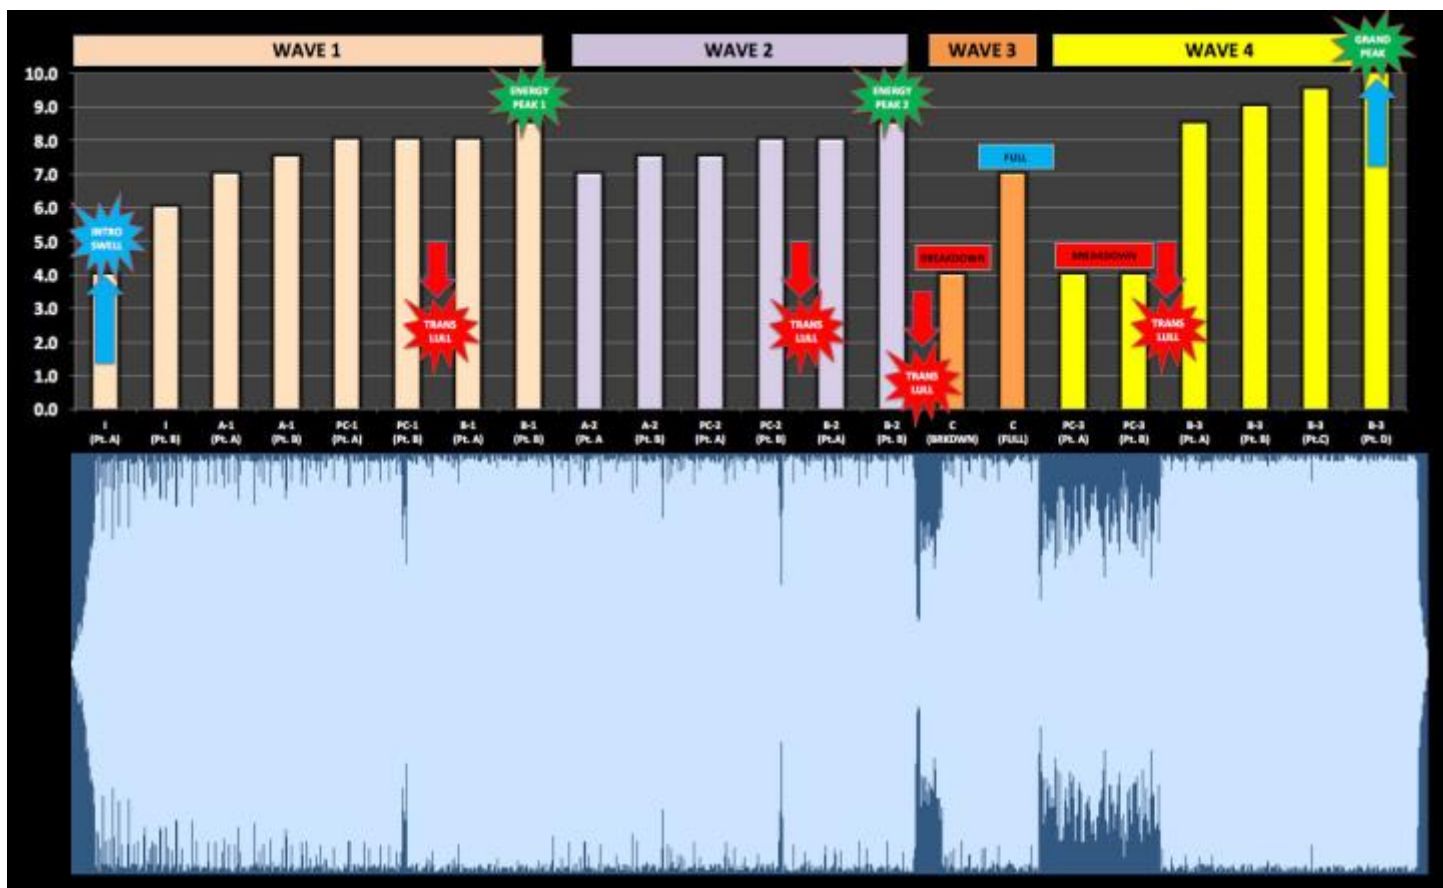 WAVE 1
WAVE 2
WAVE 3
WAVE 4
GRAND
PEAK
10.0
9.0
8.0
7.0
6.0
5.0
4.0
3.0
2.0
1.0
0.0
ENERGY
PEAK 1
ENERGY
PEAK 2
FULL
INTRO
SWELL
BREAKDOWN
BREAKDOWN
TRANS
LULL
TRANS
LULL
TRANS
LULL
TRANS
LULL
I
(Pt. A)
I
(Pt. B)
A-1
(Pt. A)
A-1
(Pt. B)
PC-1
(Pt. A)
PC-1
(Pt. B)
B-1
(Pt. A)
B-1
(Pt. B)
A-2
(Pt. A
A-2
(Pt. B)
PC-2
(Pt. A)
PC-2
(Pt. B)
B-2
(Pt.A)
B-2
(Pt. B)
C
(BRKDWN)
C
(FULL)
PC-3
(Pt. A)
PC-3
(Pt. B)
B-3
(Pt. A)
B-3
(Pt. B)
B-3
(Pt.C)
B-3
(Pt. D)